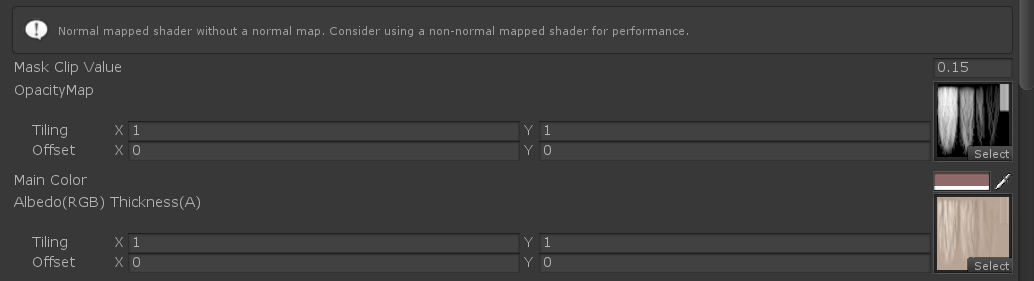 Normal mapped shader without a normal map. Consider using a non-normal mapped shader for performance.
Mask Clip Value 0.15
OpacityMap
Tiling X 1 Y 1
Offset X 0 Y 0
Select
Main Color
Albedo(RGB) Thickness(A)
Tiling X 1 Y 1
Offset X 0 Y 0
Select